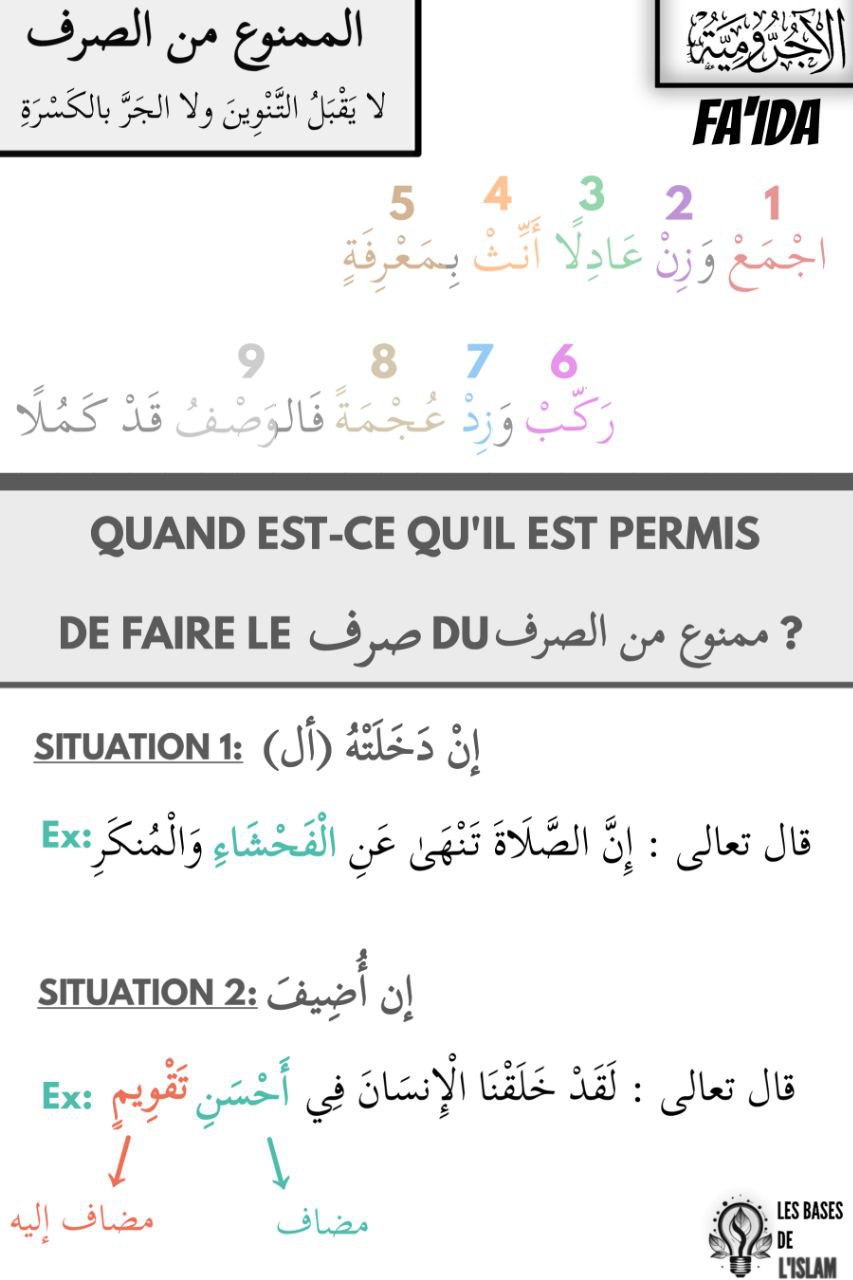 الممنوع من الصرف
لا يَقْبَلُ التَّنْوِينَ ولا الجَرَّ بالكَسْرَةِ
الآجُرُّومِيَّةُ
FA'IDA
1 2 3 4 5
اجْمَعْ وَزِنْ عَادِلًا أَنِّثْ بِمَعْرِفَةٍ
6 7 8 9
رَكِّبْ وَزِدْ عُجْمَةً فَالوَصْفُ قَدْ كَمُلًا
QUAND EST-CE QU'IL EST PERMIS
DE FAIRE LE صرف DU ممنوع من الصرف ?
SITUATION 1: إنْ دَخَلَتْهُ (أل)
Ex: قال تعالى : إِنَّ الصَّلَاةَ تَنْهَىٰ عَنِ الْفَحْشَاءِ وَالْمُنكَرِ
SITUATION 2: إن أُضِيفَ
Ex: قال تعالى : لَقَدْ خَلَقْنَا الْإِنسَانَ فِي أَحْسَنِ تَقْوِيمٍ
مضاف مضاف إليه
LES BASES
DE
L'ISLAM